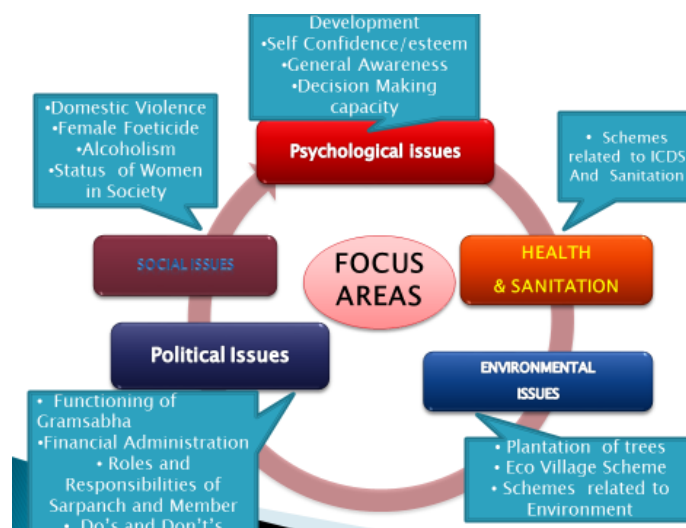 Development
•Self Confidence/esteem
•General Awareness
•Decision Making
capacity
•Domestic Violence
•Female Foeticide
•Alcoholism
•Status of Women
in Society
Psychological issues
• Schemes
related to ICDS
And Sanitation
SOCIAL ISSUES
FOCUS
AREAS
HEALTH
& SANITATION
Political Issues
ENVIRONMENTAL
ISSUES
• Functioning of
Gramsabha
•Financial Administration
• Roles and
Responsibilities of
Sarpanch and Member
• Do's and Don't's
• Plantation of trees
• Eco Village Scheme
• Schemes related to
Environment